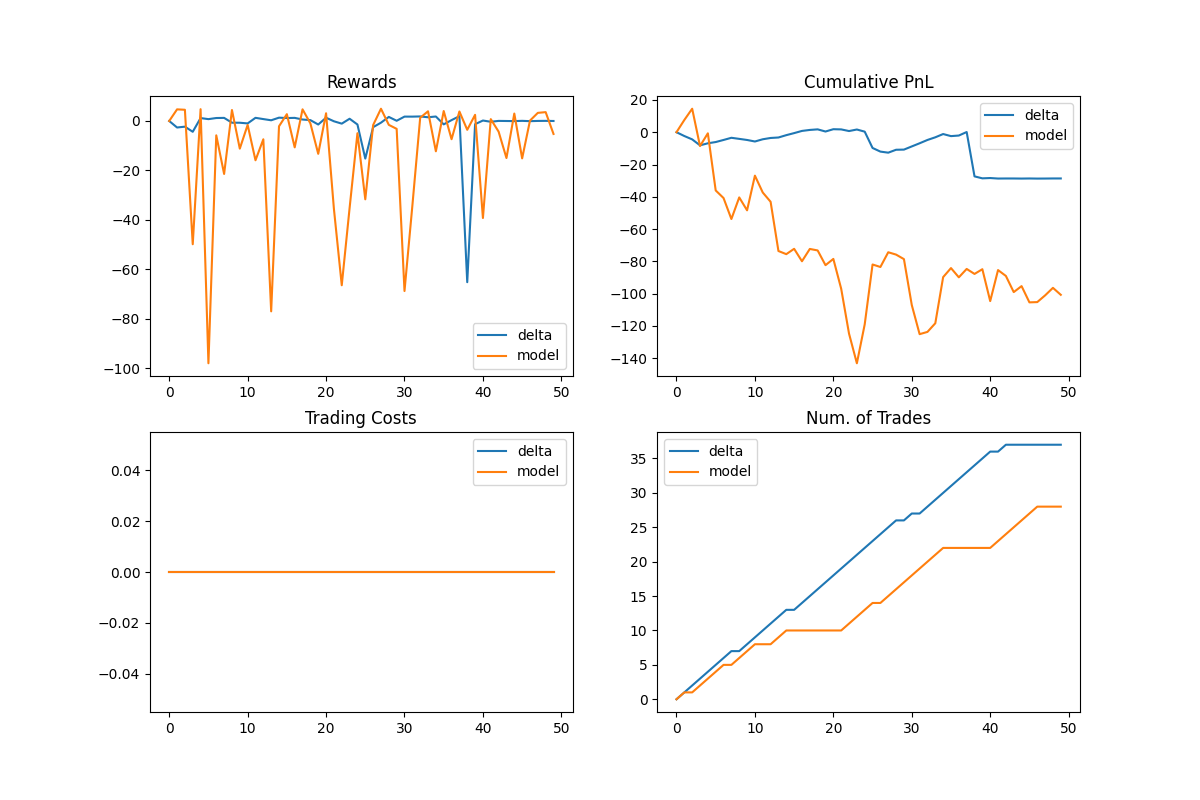 Rewards
0
−20
−40
−60
−80
−100
0 10 20 30 40 50
delta
model
Cumulative PnL
20
0
−20
−40
−60
−80
−100
−120
−140
0 10 20 30 40 50
delta
model
Trading Costs
0.04
0.02
0.00
−0.02
−0.04
0 10 20 30 40 50
delta
model
Num. of Trades
35
30
25
20
15
10
5
0
0 10 20 30 40 50
delta
model